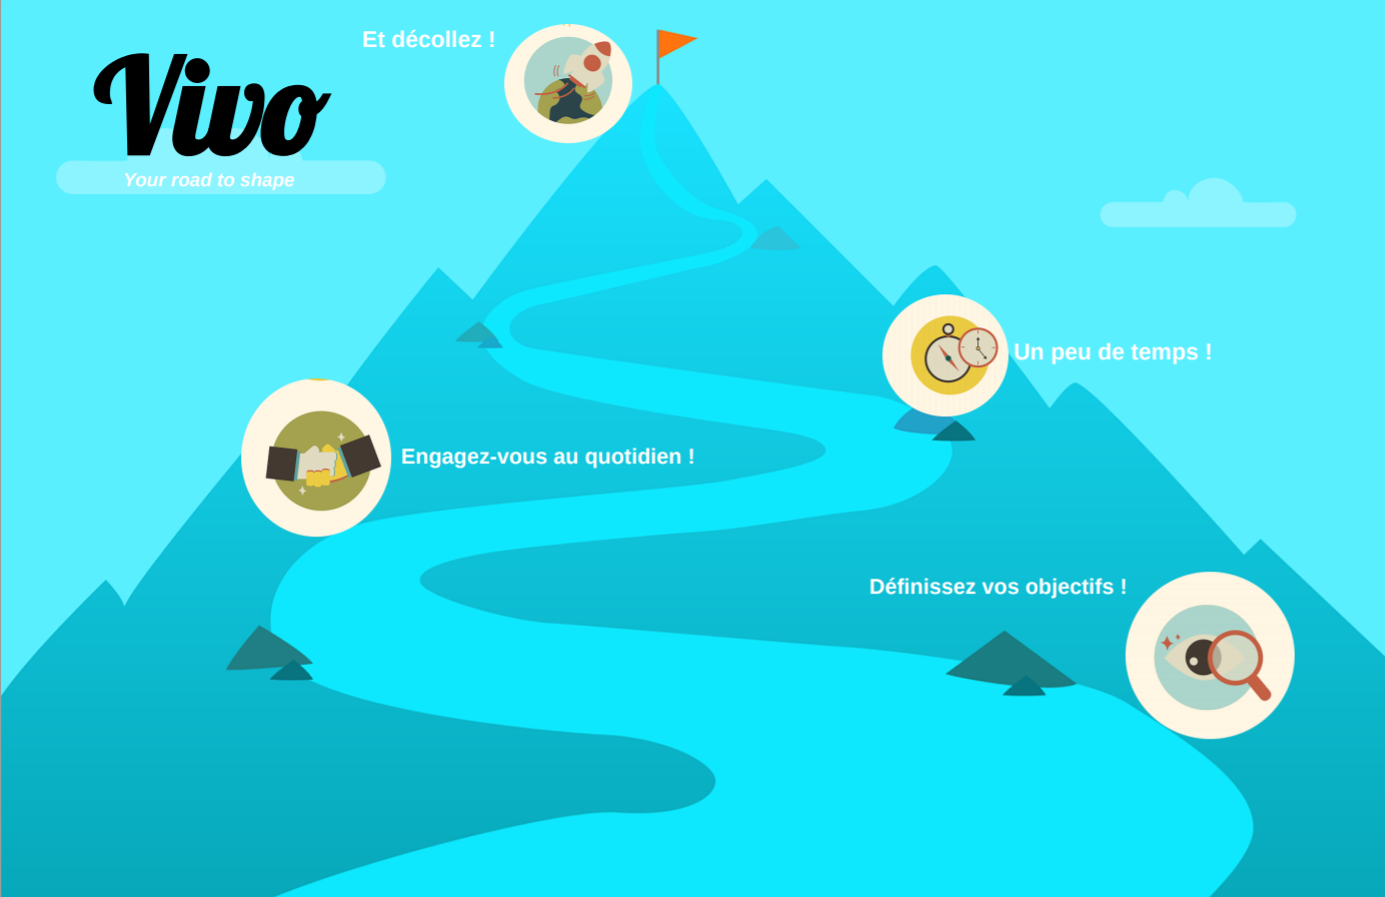 Et décollez !
Vivo
Your road to shape
Un peu de temps !
Engagez-vous au quotidien !
Définissez vos objectifs !